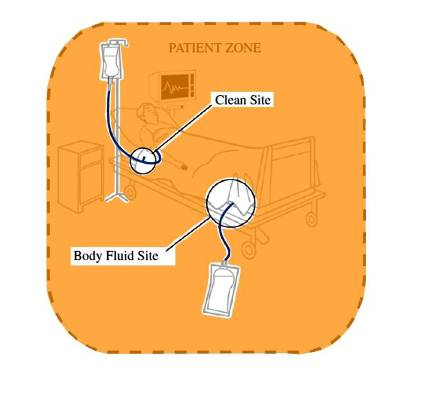 PATIENT ZONE
Clean Site
Body Fluid Site